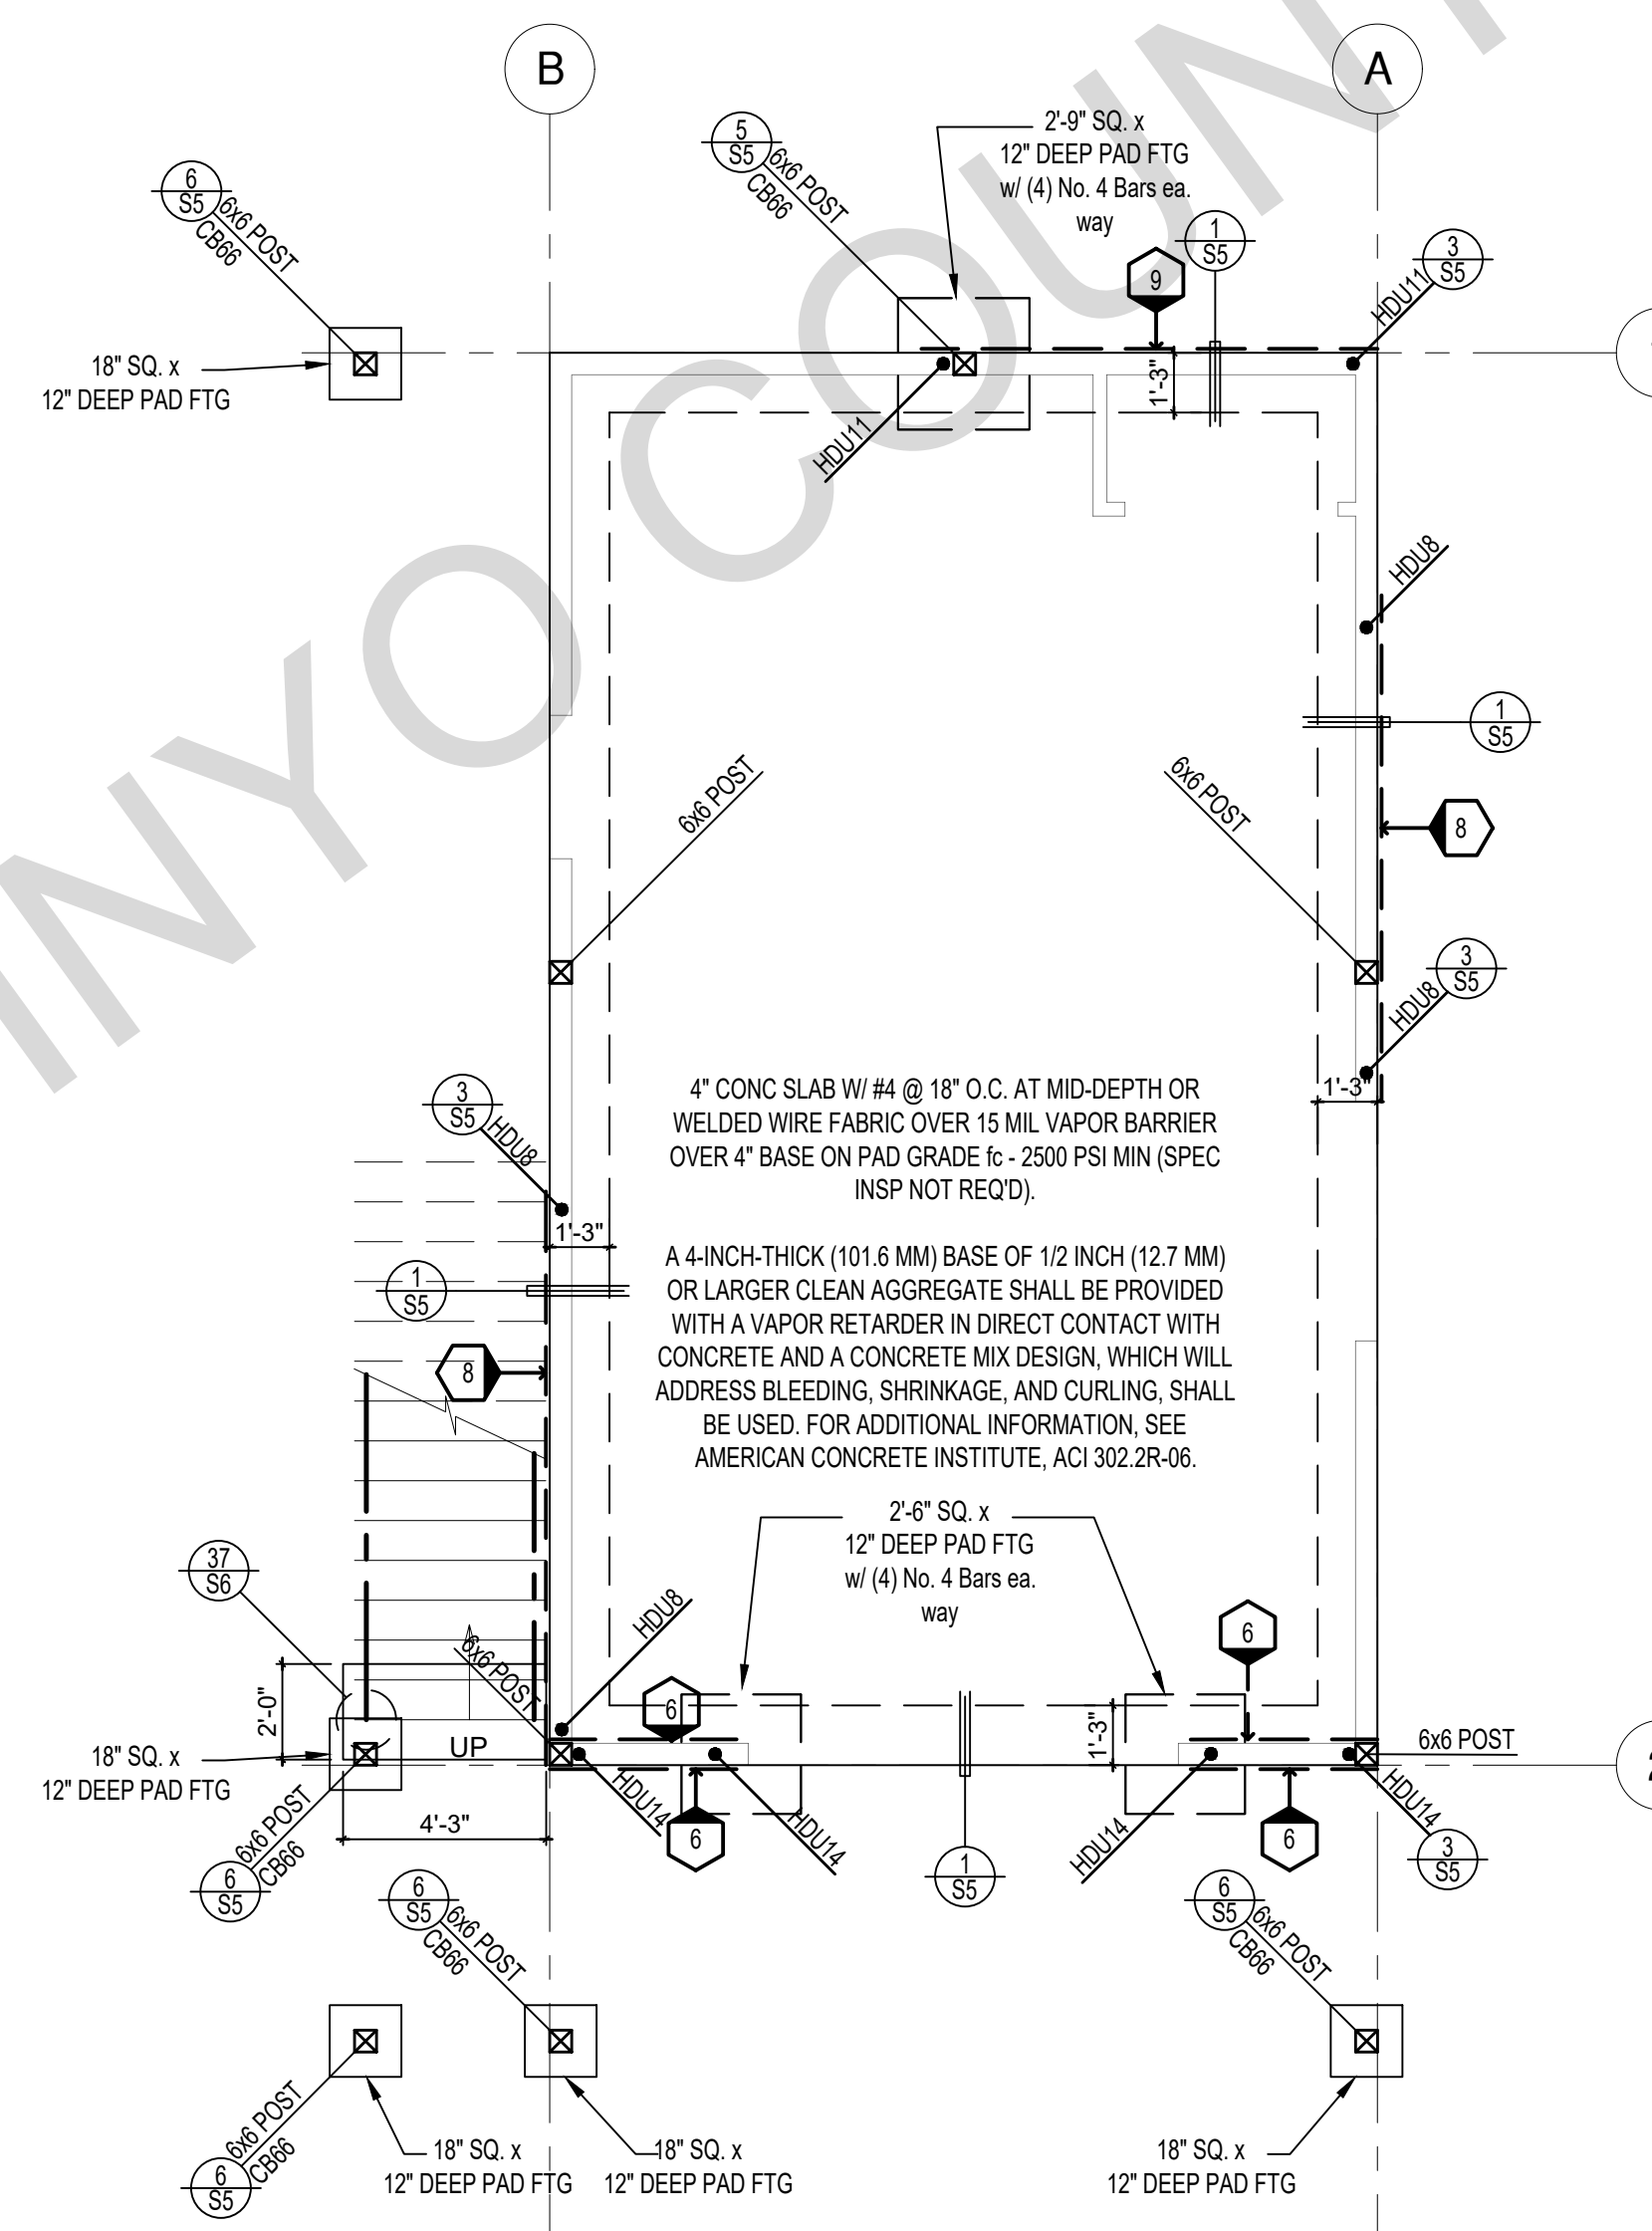 B
A
5
S5
6x6 POST
CB66
2'-9" SQ. x
12" DEEP PAD FTG
w/ (4) No. 4 Bars ea.
way
6
S5
6x6 POST
CB66
1
S5
3
S5
HDU11
9
18" SQ. x
12" DEEP PAD FTG
1'-3"
HDU11
HDU8
1
S5
6x6 POST
6x6 POST
8
3
S5
HDU8
1'-3"
3
S5
HDU8
4" CONC SLAB W/ #4 @ 18" O.C. AT MID-DEPTH OR
WELDED WIRE FABRIC OVER 15 MIL VAPOR BARRIER
OVER 4" BASE ON PAD GRADE fc - 2500 PSI MIN (SPEC
INSP NOT REQ'D).
1'-3"
1
S5
8
A 4-INCH-THICK (101.6 MM) BASE OF 1/2 INCH (12.7 MM)
OR LARGER CLEAN AGGREGATE SHALL BE PROVIDED
WITH A VAPOR RETARDER IN DIRECT CONTACT WITH
CONCRETE AND A CONCRETE MIX DESIGN, WHICH WILL
ADDRESS BLEEDING, SHRINKAGE, AND CURLING, SHALL
BE USED. FOR ADDITIONAL INFORMATION, SEE
AMERICAN CONCRETE INSTITUTE, ACI 302.2R-06.
2'-6" SQ. x
12" DEEP PAD FTG
w/ (4) No. 4 Bars ea.
way
37
S6
HDU8
6x6 POST
6
6
2'-0"
1'-3"
UP
18" SQ. x
12" DEEP PAD FTG
6x6 POST
HDU14
HDU14
HDU14
HDU14
6
6
4'-3"
6x6 POST
CB66
6
S5
1
S5
3
S5
6
S5
6x6 POST
CB66
6
S5
6x6 POST
CB66
6x6 POST
CB66
6
S5
18" SQ. x
12" DEEP PAD FTG
18" SQ. x
12" DEEP PAD FTG
18" SQ. x
12" DEEP PAD FTG
NYO COUN